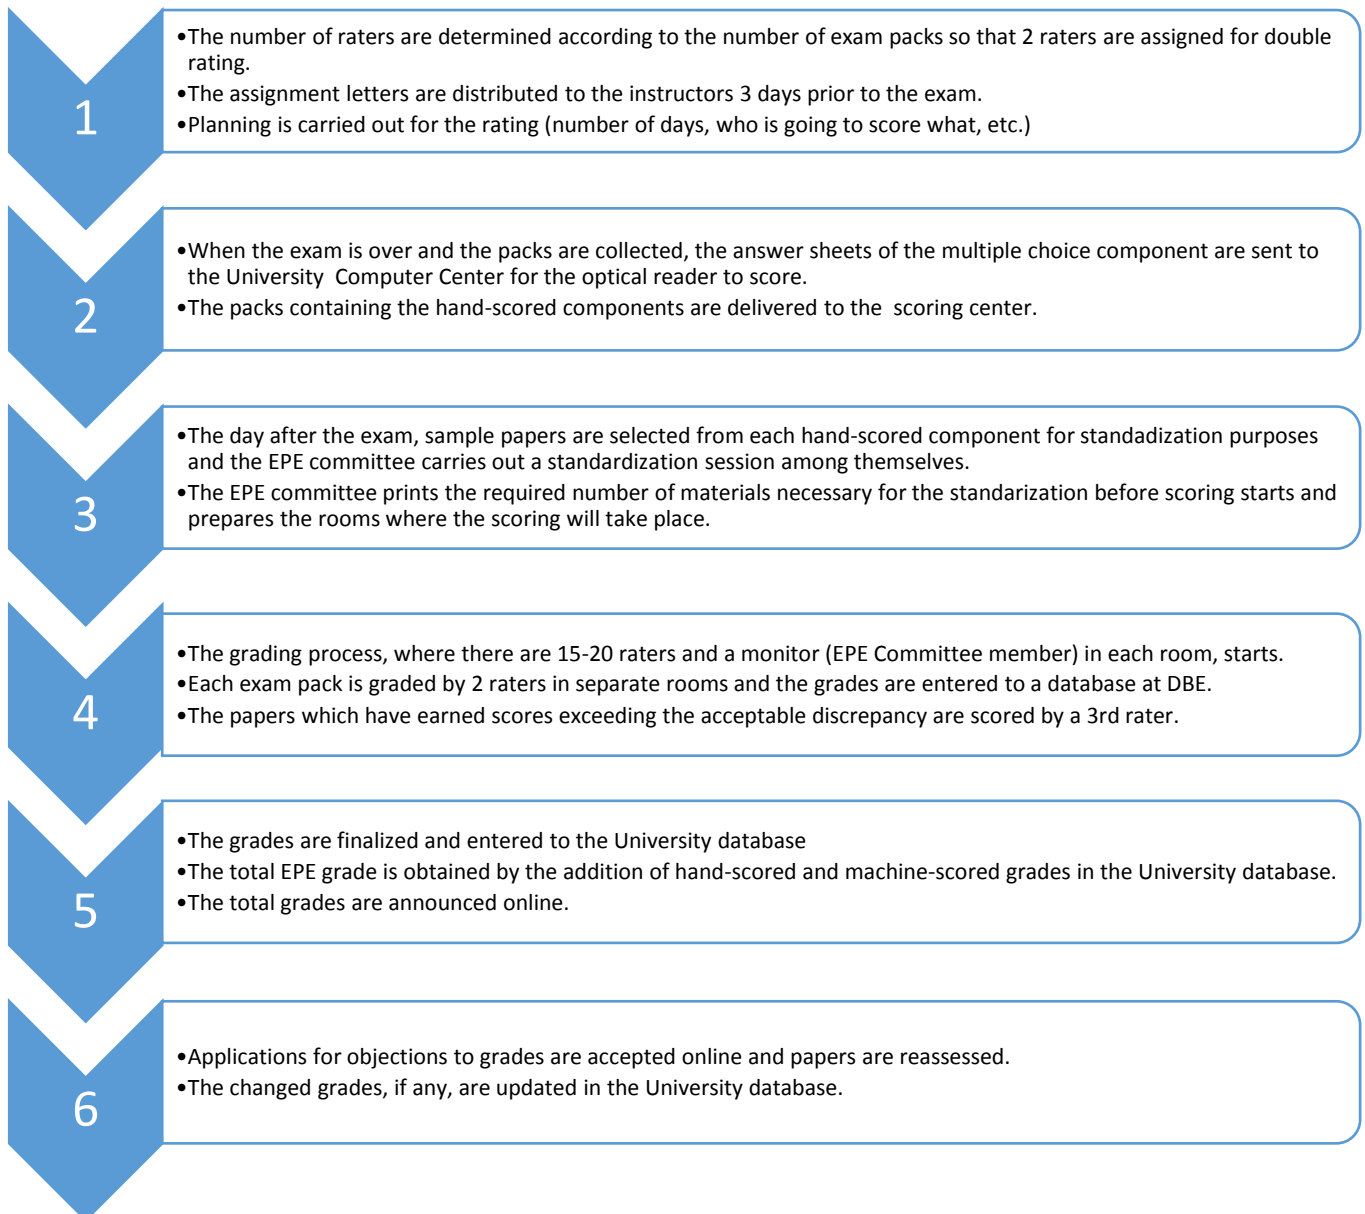 1
•The number of raters are determined according to the number of exam packs so that 2 raters are assigned for double
rating.
•The assignment letters are distributed to the instructors 3 days prior to the exam.
•Planning is carried out for the rating (number of days, who is going to score what, etc.)
2
•When the exam is over and the packs are collected, the answer sheets of the multiple choice component are sent to
the University  Computer Center for the optical reader to score.
•The packs containing the hand-scored components are delivered to the  scoring center.
3
•The day after the exam, sample papers are selected from each hand-scored component for standadization purposes
and the EPE committee carries out a standardization session among themselves.
•The EPE committee prints the required number of materials necessary for the standarization before scoring starts and
prepares the rooms where the scoring will take place.
4
•The grading process, where there are 15-20 raters and a monitor (EPE Committee member) in each room, starts.
•Each exam pack is graded by 2 raters in separate rooms and the grades are entered to a database at DBE.
•The papers which have earned scores exceeding the acceptable discrepancy are scored by a 3rd rater.
5
•The grades are finalized and entered to the University database
•The total EPE grade is obtained by the addition of hand-scored and machine-scored grades in the University database.
•The total grades are announced online.
6
•Applications for objections to grades are accepted online and papers are reassessed.
•The changed grades, if any, are updated in the University database.